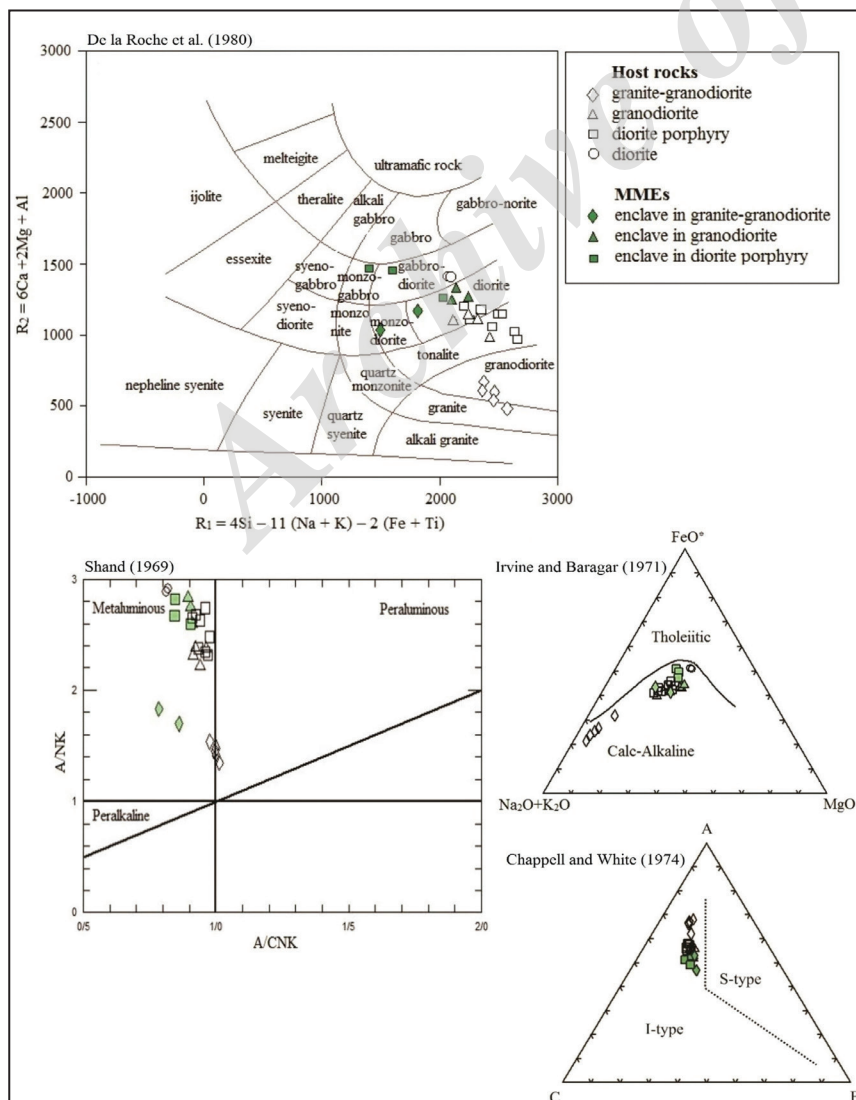 De la Roche et al. (1980)
3000
2500
2000
1500
1000
500
0
R₂ = 6Ca + 2Mg + Al
-1000
0
1000
2000
3000
R₁ = 4Si – 11 (Na + K) – 2 (Fe + Ti)
melteigite
ultramafic rock
ijolite
theralite
alkali
gabbro
gabbro-norite
gabbro
essexite
syeno-
gabbro
monzo-
gabbro
gabbro-
diorite
diorite
syeno-
diorite
monzo
nite
monzo-
diorite
tonalite
granodiorite
quartz
monzonite
nepheline syenite
syenite
quartz
syenite
granite
alkali granite
Host rocks
granite-granodiorite
granodiorite
diorite porphyry
diorite
MMEs
enclave in granite-granodiorite
enclave in granodiorite
enclave in diorite porphyry
Archive of
Shand (1969)
3
2
1
0
A/NK
Metaluminous
Peraluminous
Peralkaline
0/5
1/0
1/5
2/0
A/CNK
Irvine and Baragar (1971)
FeO*
Tholeiitic
Calc-Alkaline
Na₂O+K₂O
MgO
Chappell and White (1974)
A
S-type
I-type
C